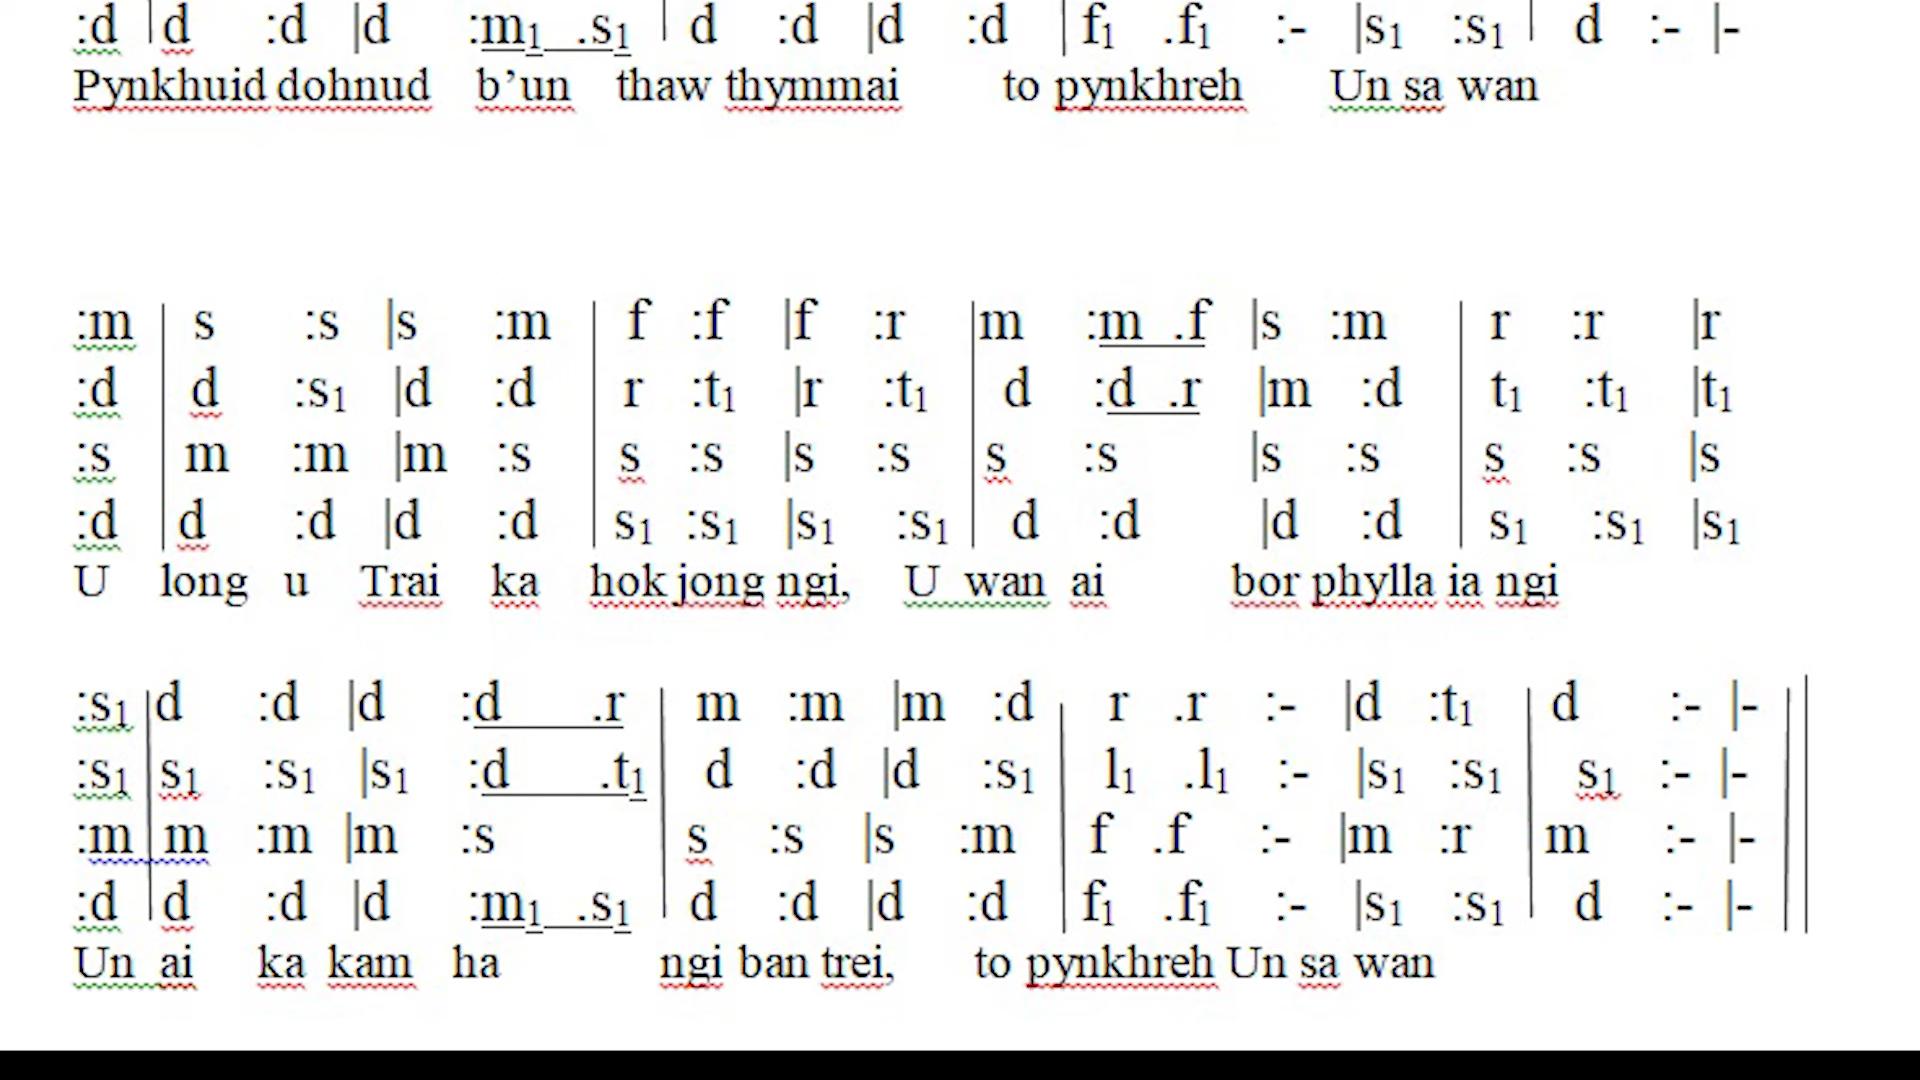 :d | d :d |d :m₁ .s₁ | d :d |d :d | f₁ .f₁ :- |s₁ :s₁ | d :- |-
Pynkhuid dohnud b’un thaw thymmai to pynkhreh Un sa wan
:m | s :s |s :m | f :f |f :r | m :m .f |s :m | r :r |r
:d | d :s₁ |d :d | r :t₁ |r :t₁ | d :d .r |m :d | t₁ :t₁ |t₁
:s | m :m |m :s | s :s |s :s | s :s |s :s | s :s |s
:d | d :d |d :d | s₁ :s₁ |s₁ :s₁ | d :d |d :d | s₁ :s₁ |s₁
U long u Trai ka hok jong ngi, U wan ai bor phylla ia ngi
:s₁ | d :d |d :d .r | m :m |m :d | r .r :- |d :t₁ | d :- |- ||
:s₁ | s₁ :s₁ |s₁ :d .t₁ | d :d |d :s₁ | l₁ .l₁ :- |s₁ :s₁ | s₁ :- |- ||
:m | m :m |m :s | s :s |s :m | f .f :- |m :r | m :- |- ||
:d | d :d |d :m₁ .s₁ | d :d |d :d | f₁ .f₁ :- |s₁ :s₁ | d :- |- ||
Un ai ka kam ha ngi ban trei, to pynkhreh Un sa wan